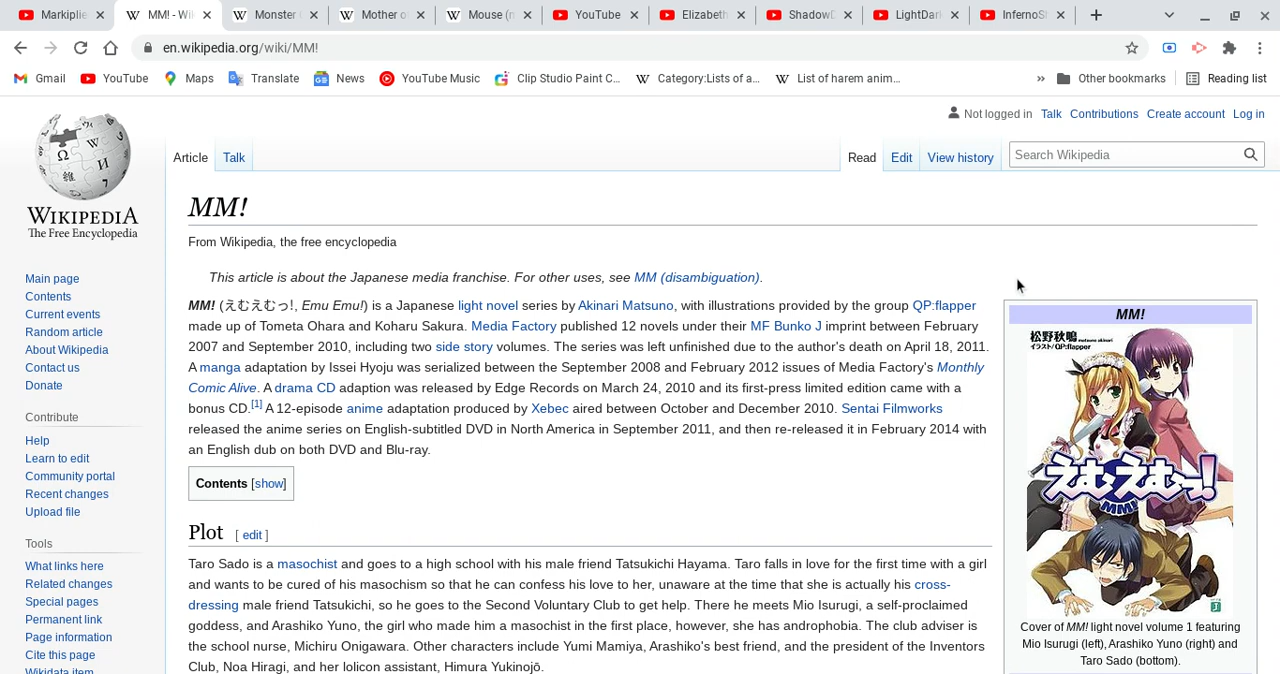 Markiplie
MM! - Wi
Monster
Mother o
Mouse (n
YouTube
Elizabeth
Shadow
LightDar
InfernoS
en.wikipedia.org/wiki/MM!
Gmail
YouTube
Maps
Translate
News
YouTube Music
Clip Studio Paint C...
Category:Lists of a...
List of harem anim...
»
Other bookmarks
Reading list
Not logged in
Talk
Contributions
Create account
Log in
Article
Talk
Read
Edit
View history
Search Wikipedia
WIKIPEDIA
The Free Encyclopedia
Main page
Contents
Current events
Random article
About Wikipedia
Contact us
Donate
Contribute
Help
Learn to edit
Community portal
Recent changes
Upload file
Tools
What links here
Related changes
Special pages
Permanent link
Page information
Cite this page
Wikidata item
MM!
From Wikipedia, the free encyclopedia
This article is about the Japanese media franchise. For other uses, see MM (disambiguation).
MM! (えむえむっ!, Emu Emu!) is a Japanese light novel series by Akinari Matsuno, with illustrations provided by the group QP:flapper
made up of Tometa Ohara and Koharu Sakura. Media Factory published 12 novels under their MF Bunko J imprint between February
2007 and September 2010, including two side story volumes. The series was left unfinished due to the author's death on April 18, 2011.
A manga adaptation by Issei Hyoju was serialized between the September 2008 and February 2012 issues of Media Factory's Monthly
Comic Alive. A drama CD adaption was released by Edge Records on March 24, 2010 and its first-press limited edition came with a
bonus CD.[1] A 12-episode anime adaptation produced by Xebec aired between October and December 2010. Sentai Filmworks
released the anime series on English-subtitled DVD in North America in September 2011, and then re-released it in February 2014 with
an English dub on both DVD and Blu-ray.
Contents [show]
Plot [ edit ]
Taro Sado is a masochist and goes to a high school with his male friend Tatsukichi Hayama. Taro falls in love for the first time with a girl
and wants to be cured of his masochism so that he can confess his love to her, unaware at the time that she is actually his cross-
dressing male friend Tatsukichi, so he goes to the Second Voluntary Club to get help. There he meets Mio Isurugi, a self-proclaimed
goddess, and Arashiko Yuno, the girl who made him a masochist in the first place, however, she has androphobia. The club adviser is
the school nurse, Michiru Onigawara. Other characters include Yumi Mamiya, Arashiko's best friend, and the president of the Inventors
Club, Noa Hiragi, and her lolicon assistant, Himura Yukinojō.
MM!
松野秋鳴 matsuno akinari
イラスト/QP:flapper
えむえむっ!
MM!
Cover of MM! light novel volume 1 featuring
Mio Isurugi (left), Arashiko Yuno (right) and
Taro Sado (bottom).